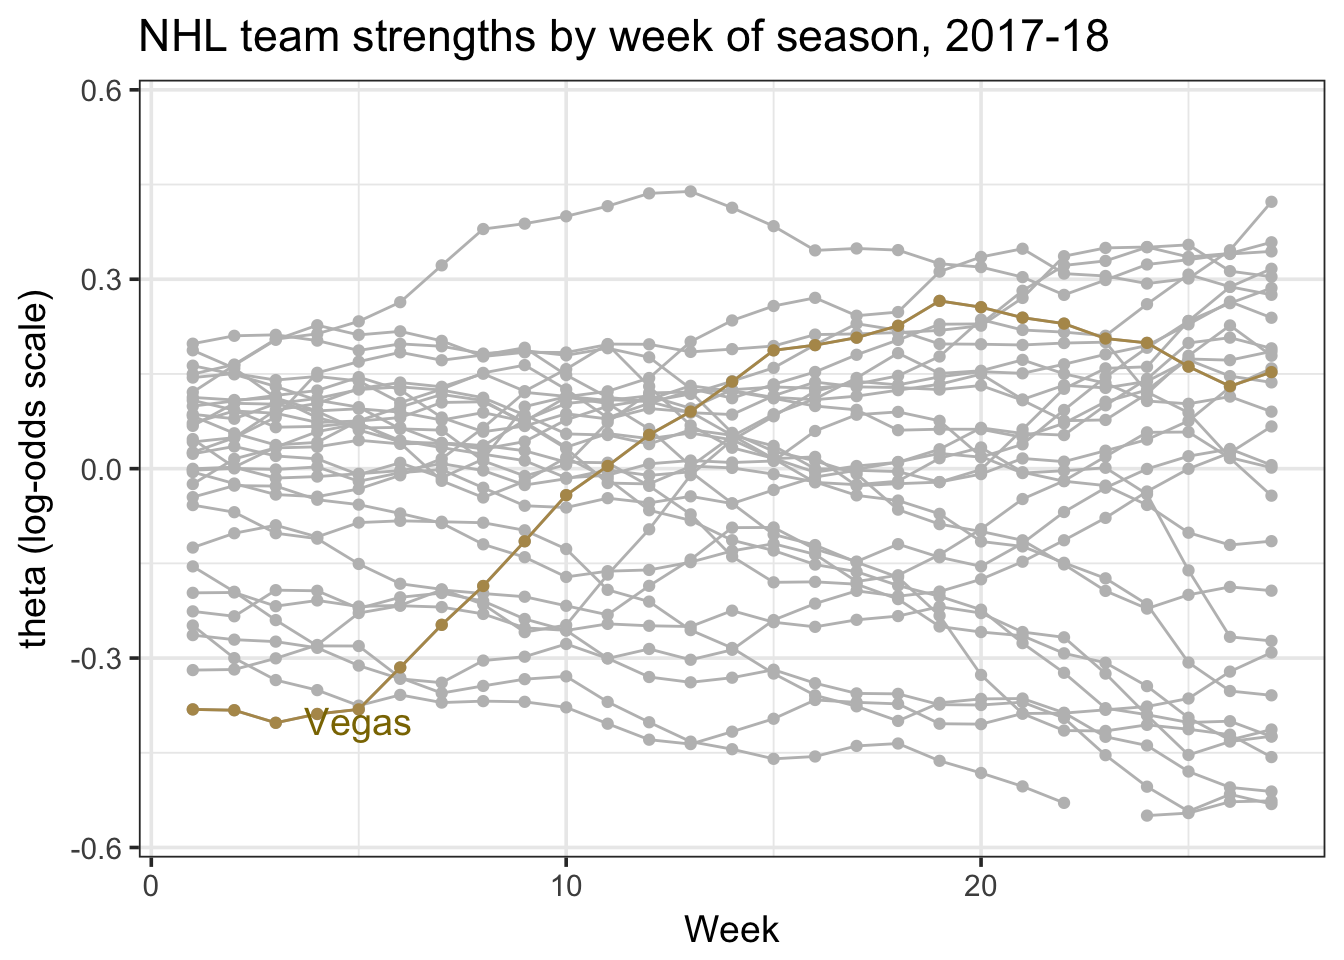 NHL team strengths by week of season, 2017-18
0.6
0.3
0.0
-0.3
-0.6
theta (log-odds scale)
Vegas
0
10
20
Week